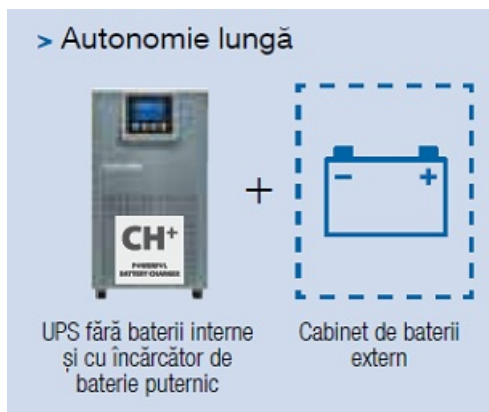 > Autonomie lungă
CH+
POWERFUL
BATTERY CHARGER
+
- +
UPS fără baterii interne
și cu încărcător de
baterie puternic
Cabinet de baterii
extern